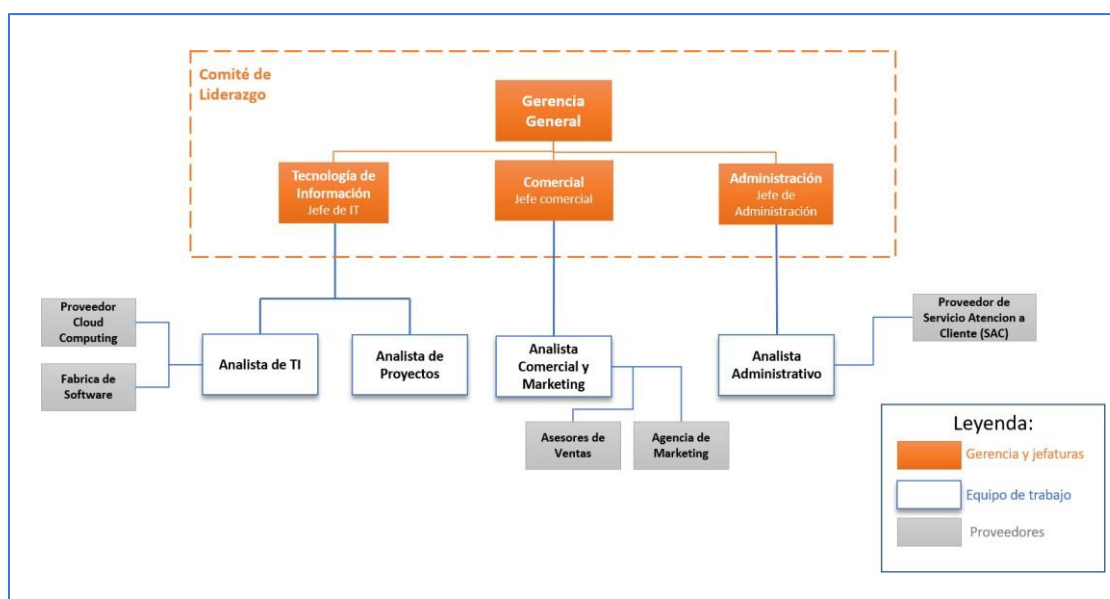 Comité de
Liderazgo
Gerencia
General
Tecnología de
Información
Jefe de IT
Comercial
Jefe comercial
Administración
Jefe de
Administración
Proveedor
Cloud
Computing
Fabrica de
Software
Analista de TI
Analista de
Proyectos
Analista
Comercial y
Marketing
Analista
Administrativo
Proveedor de
Servicio Atencion a
Cliente (SAC)
Asesores de
Ventas
Agencia de
Marketing
Leyenda:
Gerencia y jefaturas
Equipo de trabajo
Proveedores